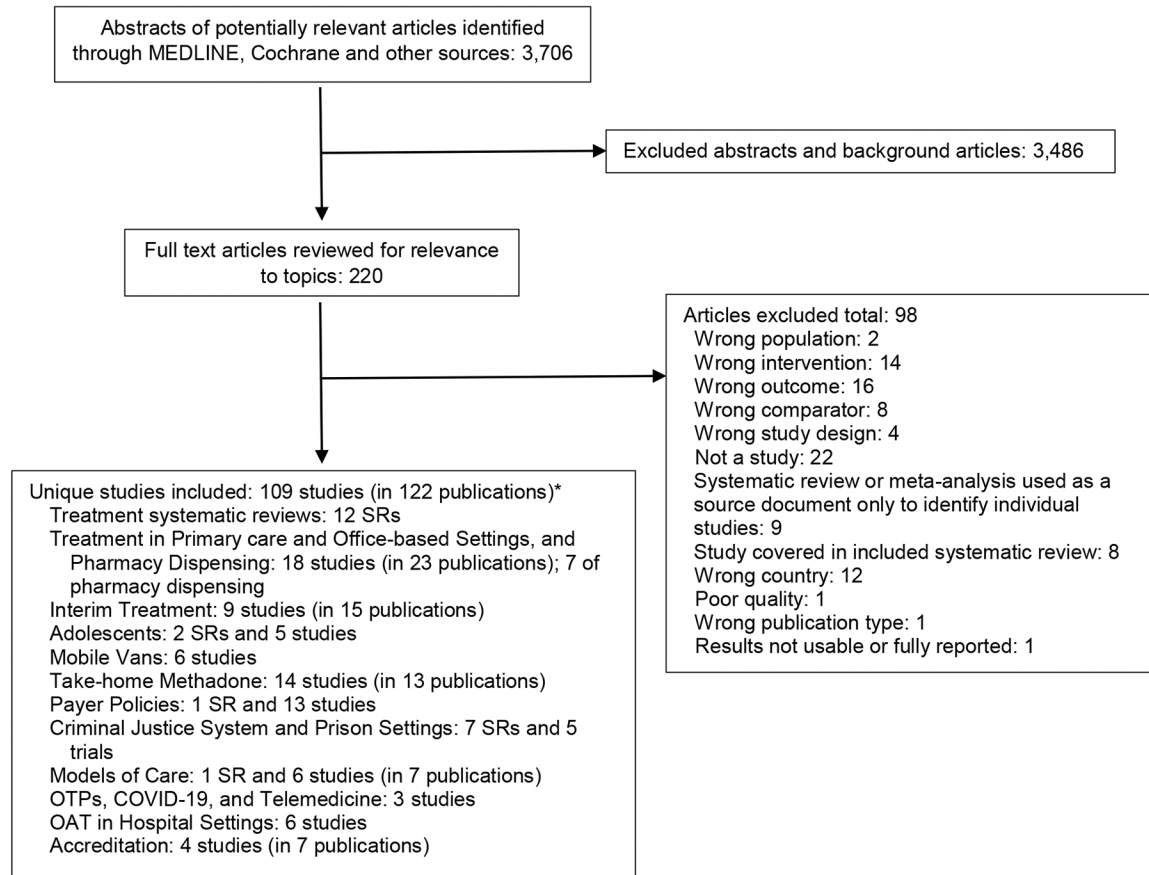 Abstracts of potentially relevant articles identified
through MEDLINE, Cochrane and other sources: 3,706
Excluded abstracts and background articles: 3,486
Full text articles reviewed for relevance
to topics: 220
Articles excluded total: 98
Wrong population: 2
Wrong intervention: 14
Wrong outcome: 16
Wrong comparator: 8
Wrong study design: 4
Not a study: 22
Systematic review or meta-analysis used as a
source document only to identify individual
studies: 9
Study covered in included systematic review: 8
Wrong country: 12
Poor quality: 1
Wrong publication type: 1
Results not usable or fully reported: 1
Unique studies included: 109 studies (in 122 publications)*
Treatment systematic reviews: 12 SRs
Treatment in Primary care and Office-based Settings, and
Pharmacy Dispensing: 18 studies (in 23 publications); 7 of
pharmacy dispensing
Interim Treatment: 9 studies (in 15 publications)
Adolescents: 2 SRs and 5 studies
Mobile Vans: 6 studies
Take-home Methadone: 14 studies (in 13 publications)
Payer Policies: 1 SR and 13 studies
Criminal Justice System and Prison Settings: 7 SRs and 5
trials
Models of Care: 1 SR and 6 studies (in 7 publications)
OTPs, COVID-19, and Telemedicine: 3 studies
OAT in Hospital Settings: 6 studies
Accreditation: 4 studies (in 7 publications)